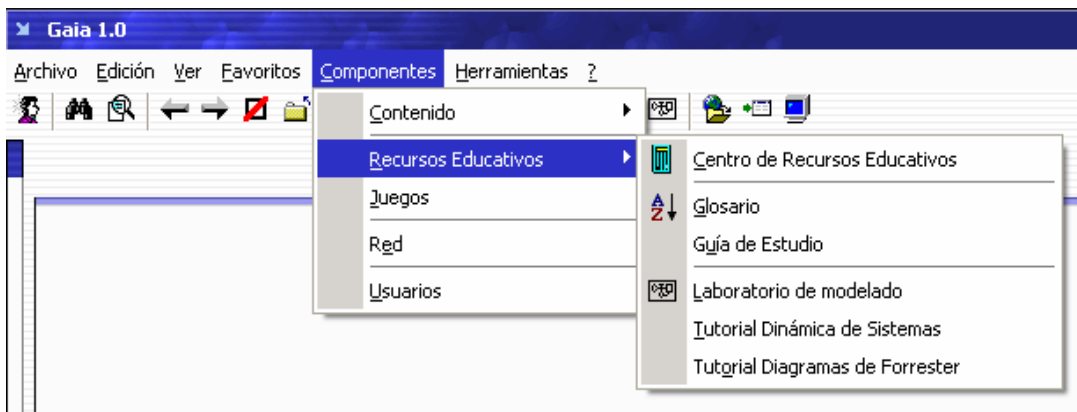 Gaia 1.0
Archivo Edición Ver Favoritos Componentes Herramientas ?
Contenido
Recursos Educativos
Juegos
Red
Usuarios
Centro de Recursos Educativos
Glosario
Guía de Estudio
Laboratorio de modelado
Tutorial Dinámica de Sistemas
Tutorial Diagramas de Forrester